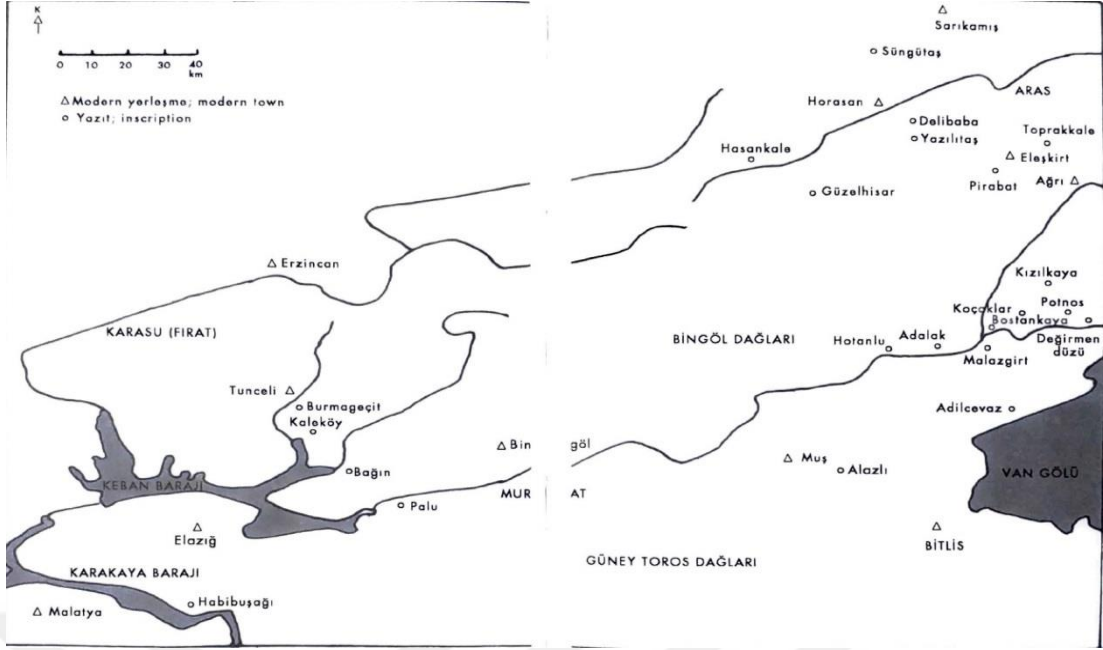 K
0 10 20 30 40
km
Modern yerleşme; modern town
Yazıt; inscription
Sarıkamış
Süngütaş
ARAS
Horasan
Delibaba
Yazılıtaş
Toprakkale
Hasankale
Eleşkirt
Pirabat
Ağrı
Güzelhisar
Erzincan
Kızılkaya
KARASU (FIRAT)
Koçaklar
Patnos
Bostankaya
BİNGÖL DAĞLARI
Hotanlu
Adalak
Değirmen
düzü
Malazgirt
Tunceli
Burmageçit
Kaleköy
Adilcevaz
Bin göl
Muş
Alazlı
Bağın
VAN GÖLÜ
KEBAN BARAJI
MUR AT
Palu
Elazığ
BİTLİS
GÜNEY TOROS DAĞLARI
KARAKAYA BARAJI
Habibuşağı
Malatya